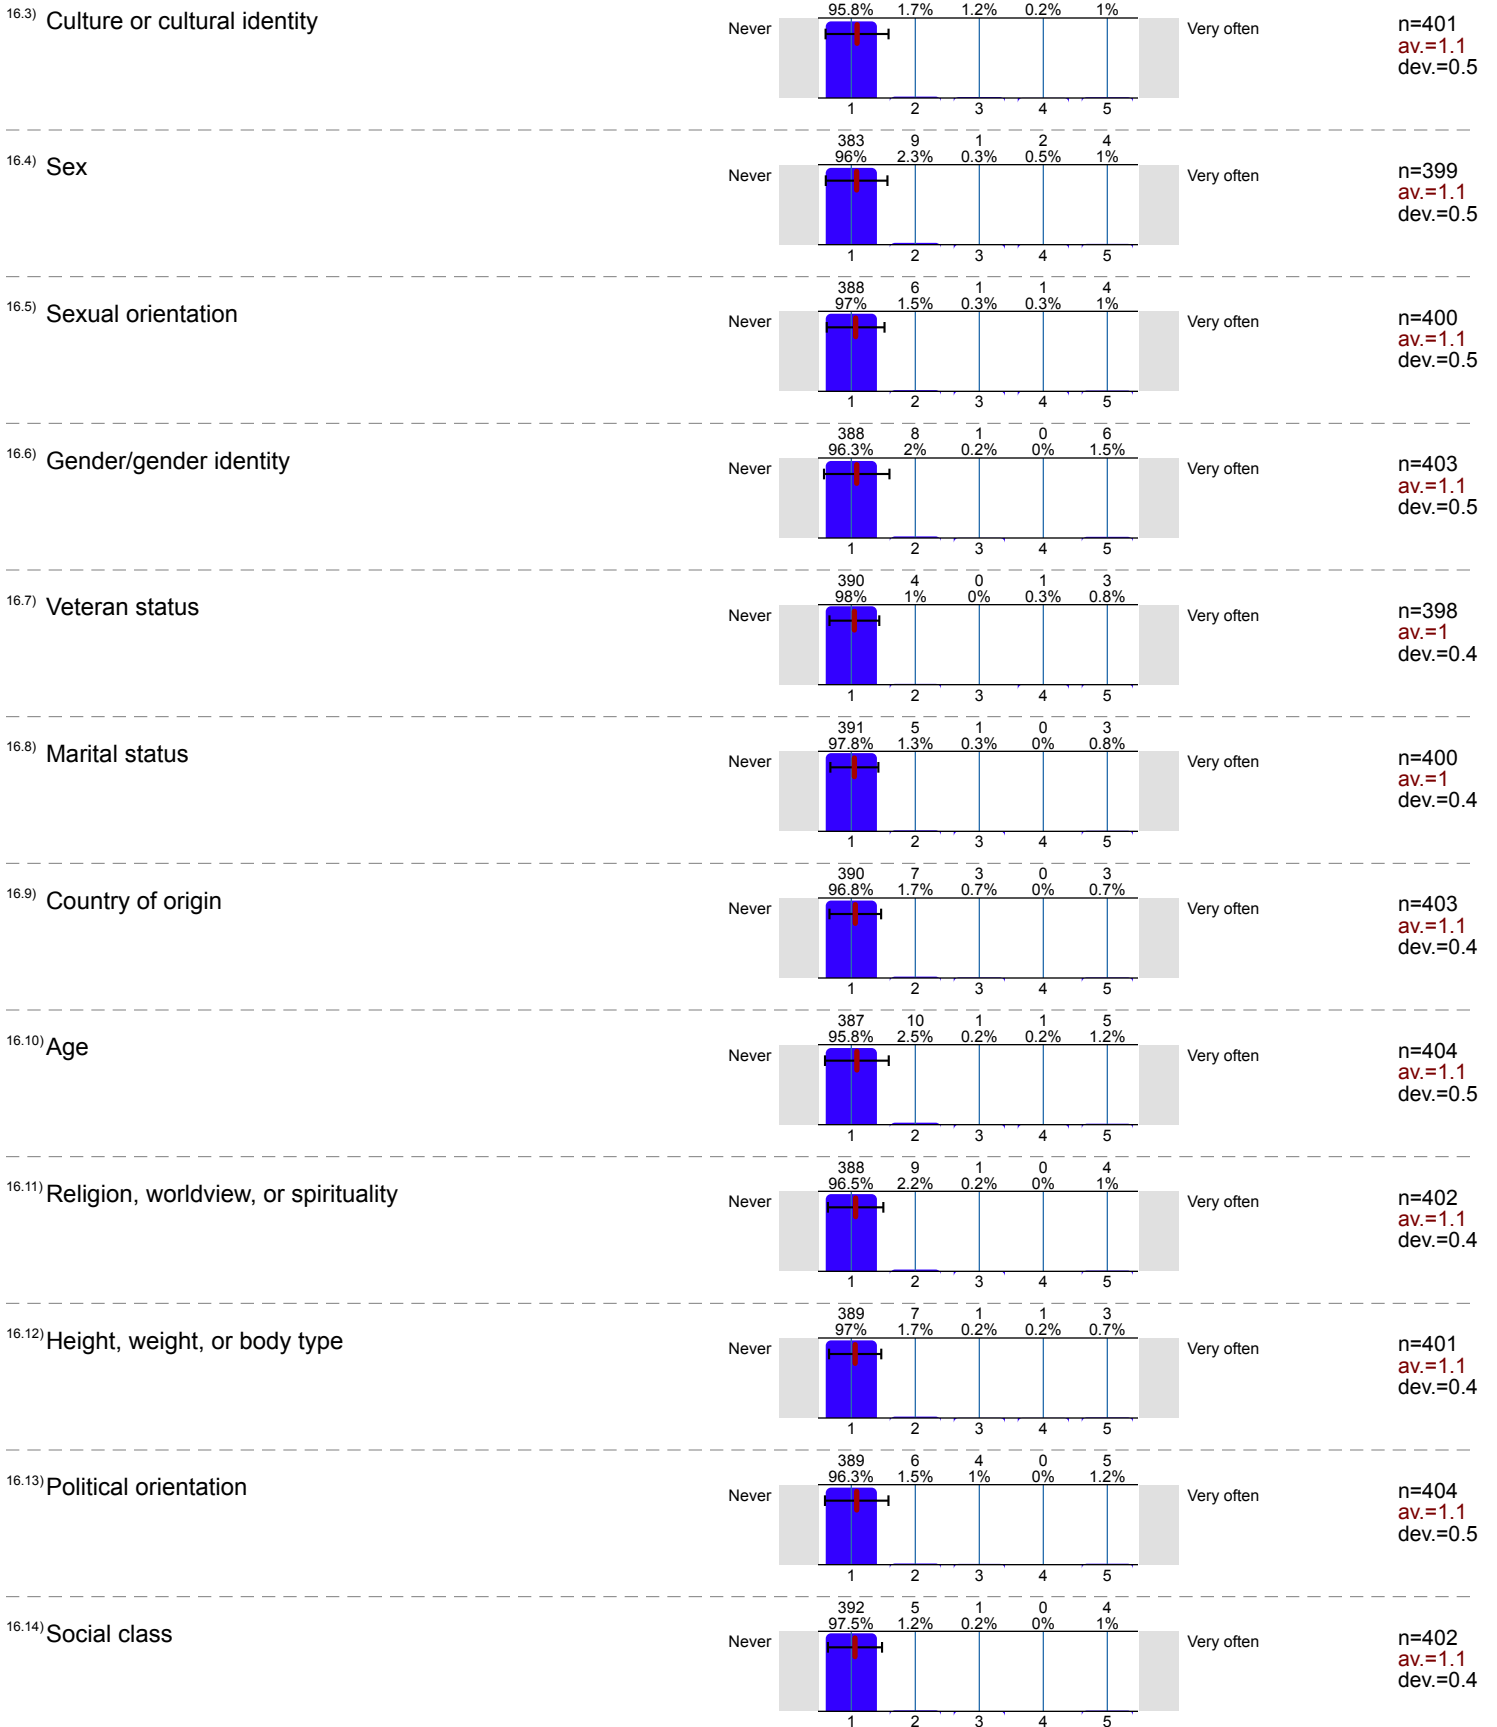 16.3) Culture or cultural identity
95.8% 1.7% 1.2% 0.2% 1%
Never Very often
n=401
av.=1.1
dev.=0.5
1 2 3 4 5
16.4) Sex
383 9 1 2 4
96% 2.3% 0.3% 0.5% 1%
Never Very often
n=399
av.=1.1
dev.=0.5
1 2 3 4 5
16.5) Sexual orientation
388 6 1 1 4
97% 1.5% 0.3% 0.3% 1%
Never Very often
n=400
av.=1.1
dev.=0.5
1 2 3 4 5
16.6) Gender/gender identity
388 8 1 0 6
96.3% 2% 0.2% 0% 1.5%
Never Very often
n=403
av.=1.1
dev.=0.5
1 2 3 4 5
16.7) Veteran status
390 4 0 1 3
98% 1% 0% 0.3% 0.8%
Never Very often
n=398
av.=1
dev.=0.4
1 2 3 4 5
16.8) Marital status
391 5 1 0 3
97.8% 1.3% 0.3% 0% 0.8%
Never Very often
n=400
av.=1
dev.=0.4
1 2 3 4 5
16.9) Country of origin
390 7 3 0 3
96.8% 1.7% 0.7% 0% 0.7%
Never Very often
n=403
av.=1.1
dev.=0.4
1 2 3 4 5
16.10) Age
387 10 1 1 5
95.8% 2.5% 0.2% 0.2% 1.2%
Never Very often
n=404
av.=1.1
dev.=0.5
1 2 3 4 5
16.11) Religion, worldview, or spirituality
388 9 1 0 4
96.5% 2.2% 0.2% 0% 1%
Never Very often
n=402
av.=1.1
dev.=0.4
1 2 3 4 5
16.12) Height, weight, or body type
389 7 1 1 3
97% 1.7% 0.2% 0.2% 0.7%
Never Very often
n=401
av.=1.1
dev.=0.4
1 2 3 4 5
16.13) Political orientation
389 6 4 0 5
96.3% 1.5% 1% 0% 1.2%
Never Very often
n=404
av.=1.1
dev.=0.5
1 2 3 4 5
16.14) Social class
392 5 1 0 4
97.5% 1.2% 0.2% 0% 1%
Never Very often
n=402
av.=1.1
dev.=0.4
1 2 3 4 5